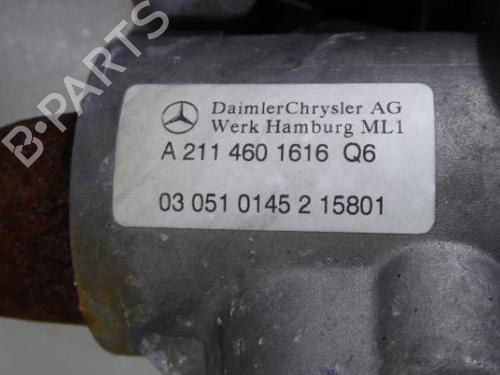 DaimlerChrysler AG
Werk Hamburg ML1
A 211 460 1616 Q6
03 051 0145 2 15801
B-PARTS